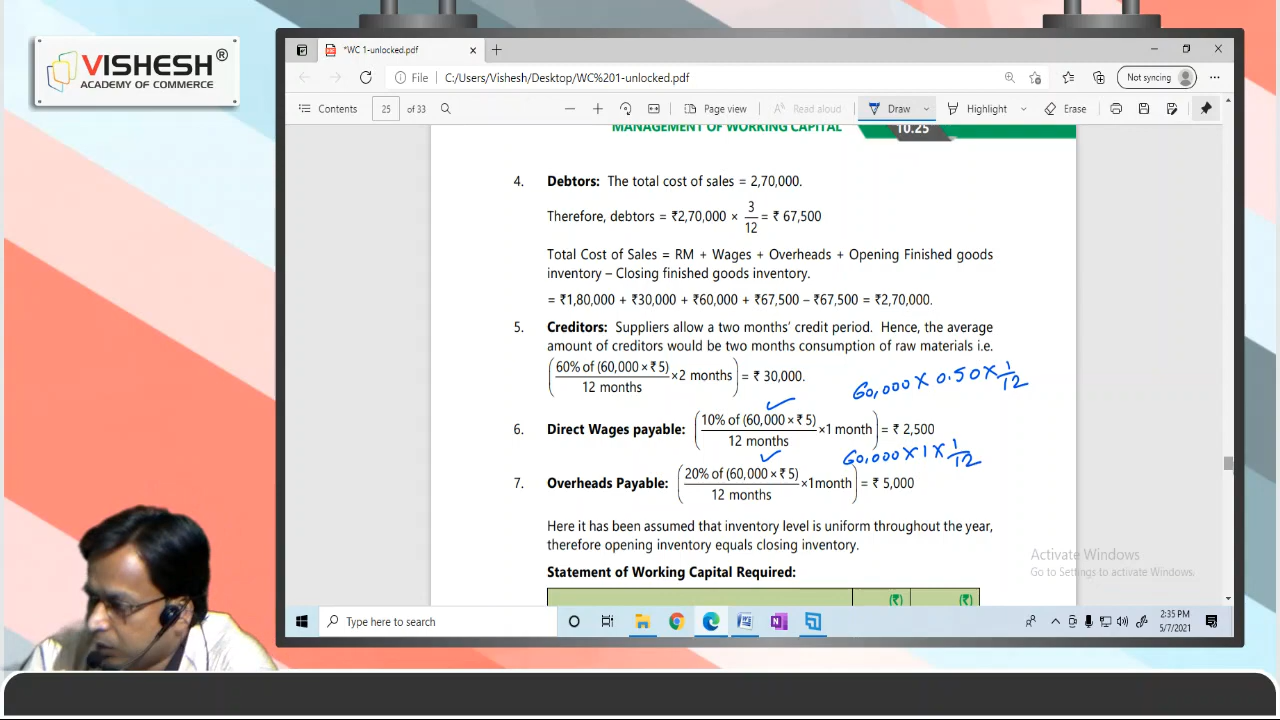 VISHESH®
ACADEMY OF COMMERCE
*WC 1-unlocked.pdf
File C:/Users/Vishesh/Desktop/WC%201-unlocked.pdf
Not syncing
Contents 25 of 33 Page view Read aloud Draw Highlight Erase
MANAGEMENT OF WORKING CAPITAL 10.25
4. Debtors: The total cost of sales = 2,70,000.
Therefore, debtors = ₹2,70,000 × 3/12 = ₹ 67,500
Total Cost of Sales = RM + Wages + Overheads + Opening Finished goods
inventory – Closing finished goods inventory.
= ₹1,80,000 + ₹30,000 + ₹60,000 + ₹67,500 – ₹67,500 = ₹2,70,000.
5. Creditors: Suppliers allow a two months' credit period. Hence, the average
amount of creditors would be two months consumption of raw materials i.e.
(60% of (60,000 × ₹ 5)/12 months ×2 months) = ₹ 30,000.
60,000 × 0.50 × 1/12
6. Direct Wages payable: (10% of (60,000 × ₹ 5)/12 months ×1 month) = ₹ 2,500
60,000 × 1 × 1/12
7. Overheads Payable: (20% of (60,000 × ₹ 5)/12 months ×1month) = ₹ 5,000
Here it has been assumed that inventory level is uniform throughout the year,
therefore opening inventory equals closing inventory.
Statement of Working Capital Required:
(₹) (₹)
Activate Windows
Go to Settings to activate Windows.
Type here to search
2:35 PM
5/7/2021